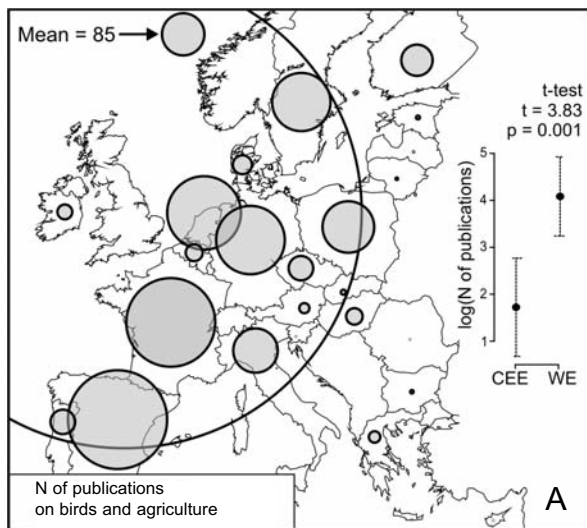 Mean = 85
t-test
t = 3.83
p = 0.001
5
4
3
2
1
log(N of publications)
CEE WE
N of publications
on birds and agriculture
A